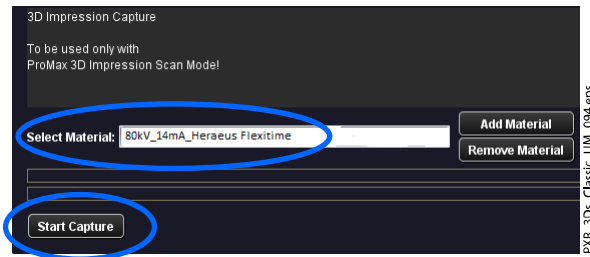 3D Impression Capture
To be used only with
ProMax 3D Impression Scan Mode!
Select Material: 80kV_14mA_Heraeus Flexitime
Add Material
Remove Material
Start Capture
PXR_3Ds_Classic_UM_094.eps